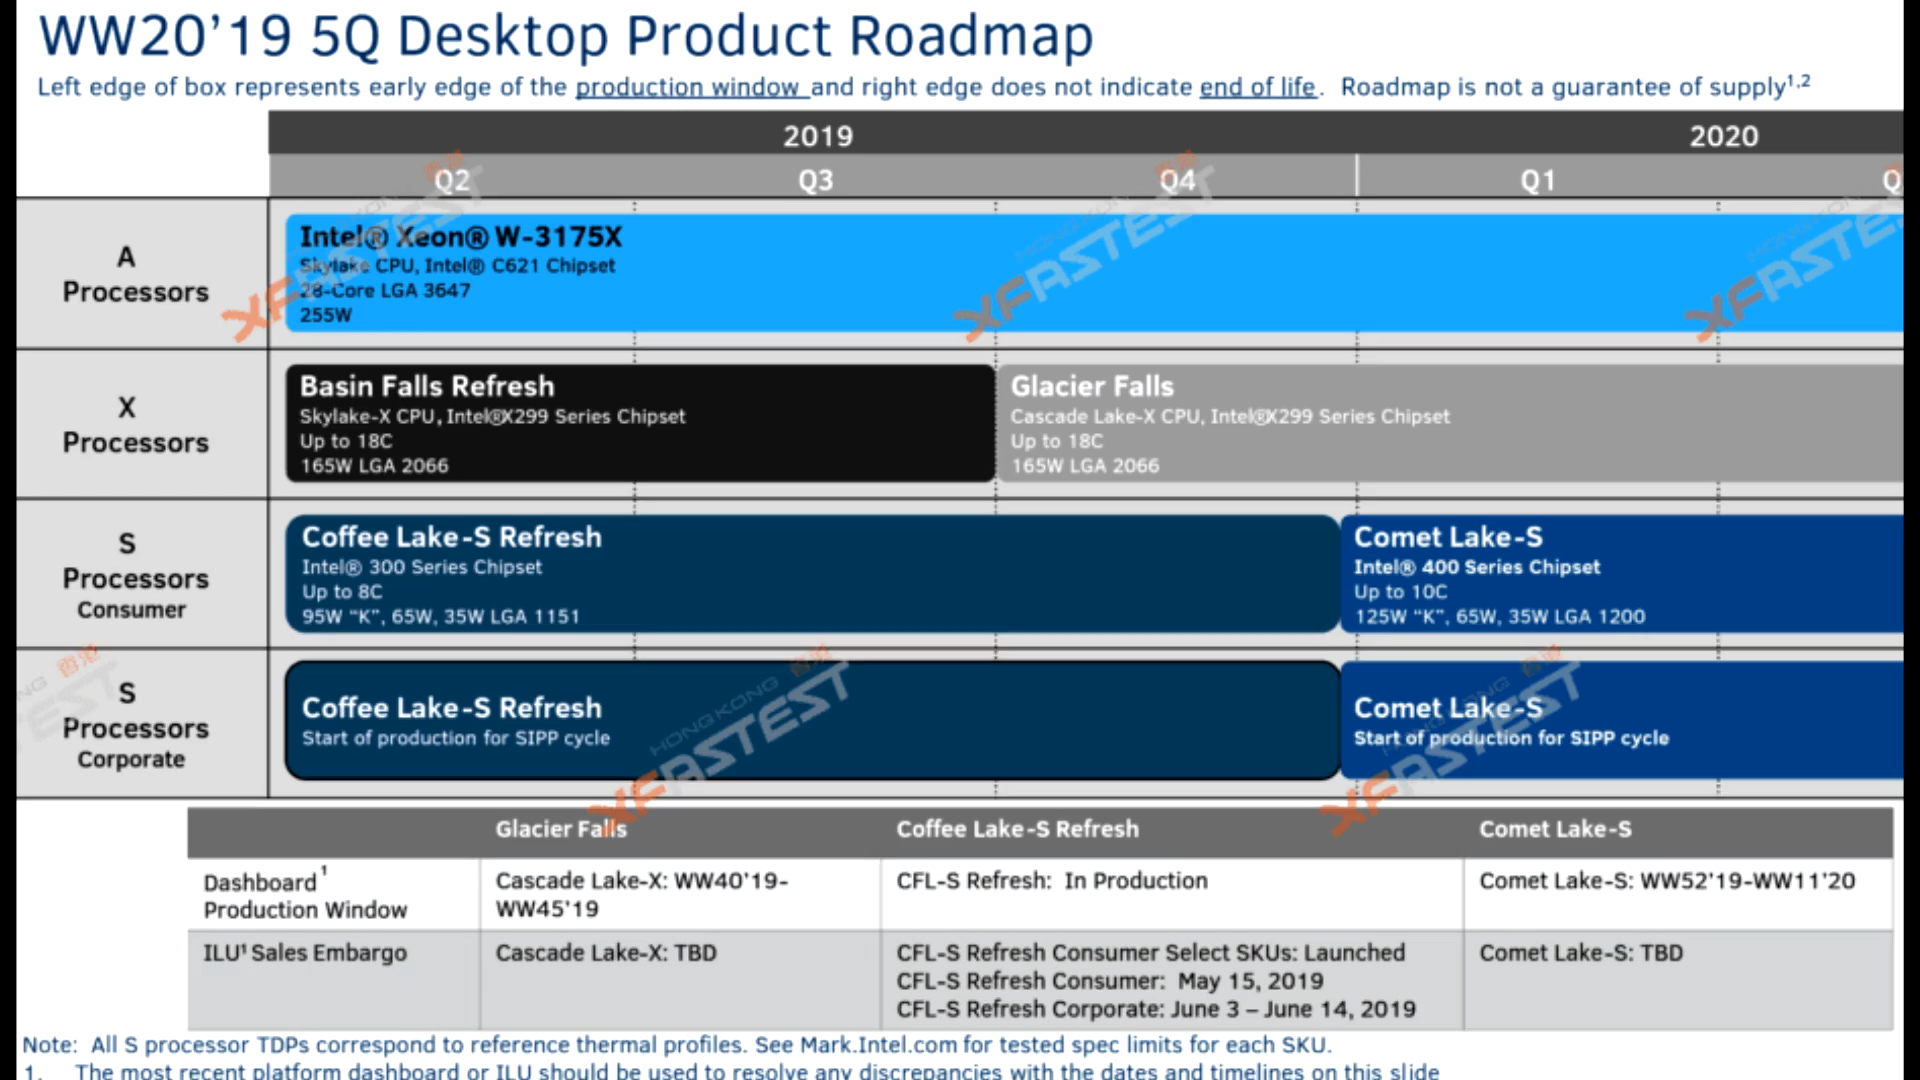 WW20’19 5Q Desktop Product Roadmap
Left edge of box represents early edge of the production window and right edge does not indicate end of life. Roadmap is not a guarantee of supply1,2
2019
2020
Q2
Q3
Q4
Q1
Q
A
Processors
Intel® Xeon® W-3175X
Skylake CPU, Intel® C621 Chipset
28-Core LGA 3647
255W
X
Processors
Basin Falls Refresh
Skylake-X CPU, Intel®X299 Series Chipset
Up to 18C
165W LGA 2066
Glacier Falls
Cascade Lake-X CPU, Intel®X299 Series Chipset
Up to 18C
165W LGA 2066
S
Processors
Consumer
Coffee Lake-S Refresh
Intel® 300 Series Chipset
Up to 8C
95W “K”, 65W, 35W LGA 1151
Comet Lake-S
Intel® 400 Series Chipset
Up to 10C
125W “K”, 65W, 35W LGA 1200
S
Processors
Corporate
Coffee Lake-S Refresh
Start of production for SIPP cycle
Comet Lake-S
Start of production for SIPP cycle
Glacier Falls
Coffee Lake-S Refresh
Comet Lake-S
Dashboard1
Production Window
Cascade Lake-X: WW40’19-
WW45’19
CFL-S Refresh: In Production
Comet Lake-S: WW52’19-WW11’20
ILU1 Sales Embargo
Cascade Lake-X: TBD
CFL-S Refresh Consumer Select SKUs: Launched
CFL-S Refresh Consumer: May 15, 2019
CFL-S Refresh Corporate: June 3 – June 14, 2019
Comet Lake-S: TBD
Note: All S processor TDPs correspond to reference thermal profiles. See Mark.Intel.com for tested spec limits for each SKU.
1. The most recent platform dashboard or ILU should be used to resolve any discrepancies with the dates and timelines on this slide
HONG KONG 香港
XFASTEST